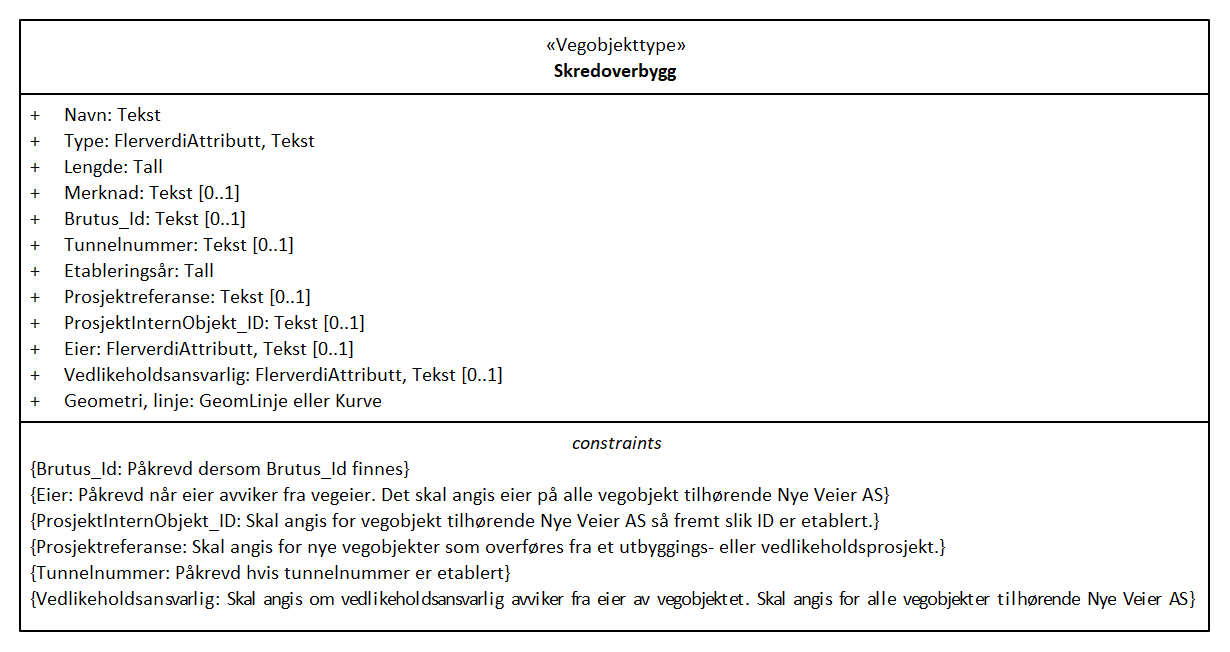 «Vegobjekttype»
Skredoverbygg
+ Navn: Tekst
+ Type: FlerverdiAttributt, Tekst
+ Lengde: Tall
+ Merknad: Tekst [0..1]
+ Brutus_Id: Tekst [0..1]
+ Tunnelnummer: Tekst [0..1]
+ Etableringsår: Tall
+ Prosjektreferanse: Tekst [0..1]
+ ProsjektInternObjekt_ID: Tekst [0..1]
+ Eier: FlerverdiAttributt, Tekst [0..1]
+ Vedlikeholdsansvarlig: FlerverdiAttributt, Tekst [0..1]
+ Geometri, linje: GeomLinje eller Kurve
constraints
{Brutus_Id: Påkrevd dersom Brutus_Id finnes}
{Eier: Påkrevd når eier avviker fra vegeier. Det skal angis eier på alle vegobjekt tilhørende Nye Veier AS}
{ProsjektInternObjekt_ID: Skal angis for vegobjekt tilhørende Nye Veier AS så fremt slik ID er etablert.}
{Prosjektreferanse: Skal angis for nye vegobjekter som overføres fra et utbyggings- eller vedlikeholdsprosjekt.}
{Tunnelnummer: Påkrevd hvis tunnelnummer er etablert}
{Vedlikeholdsansvarlig: Skal angis om vedlikeholdsansvarlig avviker fra eier av vegobjektet. Skal angis for alle vegobjekter tilhørende Nye Veier AS}